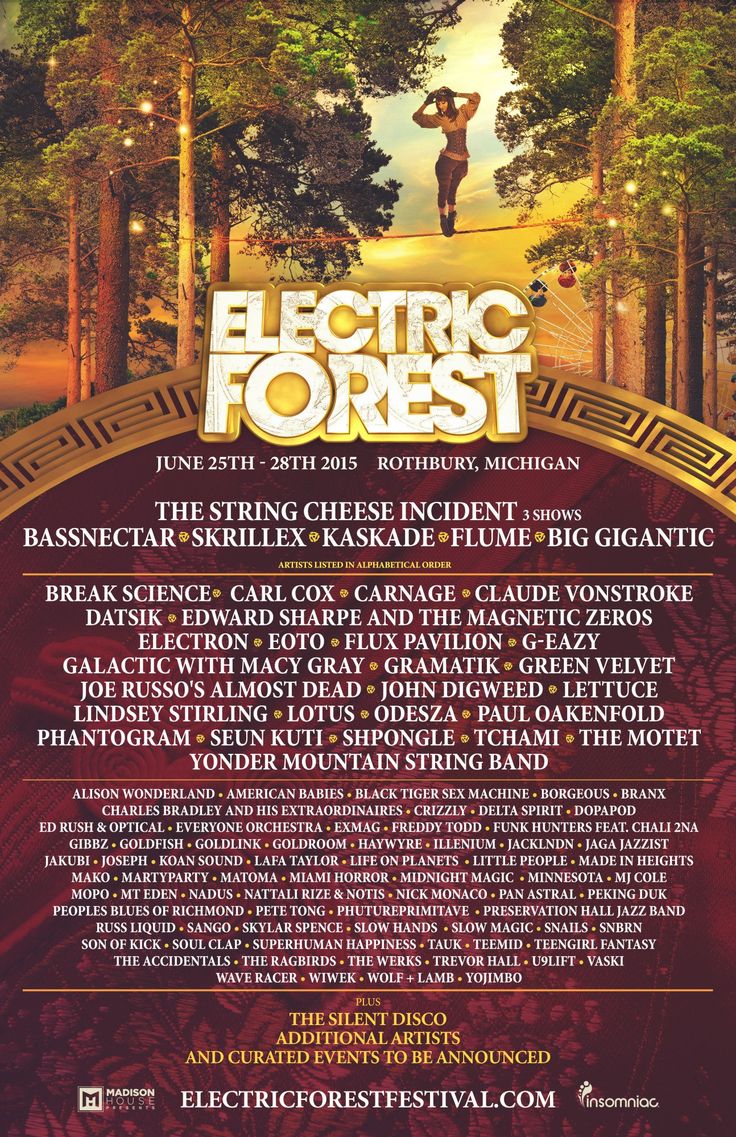 ELECTRIC
FOREST
JUNE 25TH - 28TH 2015 ROTHBURY, MICHIGAN
THE STRING CHEESE INCIDENT 3 SHOWS
BASSNECTAR SKRILLEX KASKADE FLUME BIG GIGANTIC
ARTISTS LISTED IN ALPHABETICAL ORDER
BREAK SCIENCE CARL COX CARNAGE CLAUDE VONSTROKE
DATSIK EDWARD SHARPE AND THE MAGNETIC ZEROS
ELECTRON EOTO FLUX PAVILION G-EAZY
GALACTIC WITH MACY GRAY GRAMATIK GREEN VELVET
JOE RUSSO'S ALMOST DEAD JOHN DIGWEED LETTUCE
LINDSEY STIRLING LOTUS ODESZA PAUL OAKENFOLD
PHANTOGRAM SEUN KUTI SHPONGLE TCHAMI THE MOTET
YONDER MOUNTAIN STRING BAND
ALISON WONDERLAND • AMERICAN BABIES • BLACK TIGER SEX MACHINE • BORGEOUS • BRANX
CHARLES BRADLEY AND HIS EXTRAORDINAIRES • CRIZZLY • DELTA SPIRIT • DOPAPOD
ED RUSH & OPTICAL • EVERYONE ORCHESTRA • EXMAG • FREDDY TODD • FUNK HUNTERS FEAT. CHALI 2NA
GIBBZ • GOLDFISH • GOLDLINK • GOLDROOM • HAYWYRE • ILLENIUM • JACKLNDN • JAGA JAZZIST
JAKUBI • JOSEPH • KOAN SOUND • LAFA TAYLOR • LIFE ON PLANETS • LITTLE PEOPLE • MADE IN HEIGHTS
MAKO • MARTYPARTY • MATOMA • MIAMI HORROR • MIDNIGHT MAGIC • MINNESOTA • MJ COLE
MOPO • MT EDEN • NADUS • NATTALI RIZE & NOTIS • NICK MONACO • PAN ASTRAL • PEKING DUK
PEOPLES BLUES OF RICHMOND • PETE TONG • PHUTUREPRIMITAVE • PRESERVATION HALL JAZZ BAND
RUSS LIQUID • SANGO • SKYLAR SPENCE • SLOW HANDS • SLOW MAGIC • SNAILS • SNBRN
SON OF KICK • SOUL CLAP • SUPERHUMAN HAPPINESS • TAUK • TEEMID • TEENGIRL FANTASY
THE ACCIDENTALS • THE RAGBIRDS • THE WERKS • TREVOR HALL • U9LIFT • VASKI
WAVE RACER • WIWEK • WOLF + LAMB • YOJIMBO
PLUS
THE SILENT DISCO
ADDITIONAL ARTISTS
AND CURATED EVENTS TO BE ANNOUNCED
MADISON
HOUSE
PRESENTS
ELECTRICFORESTFESTIVAL.COM
insomniac